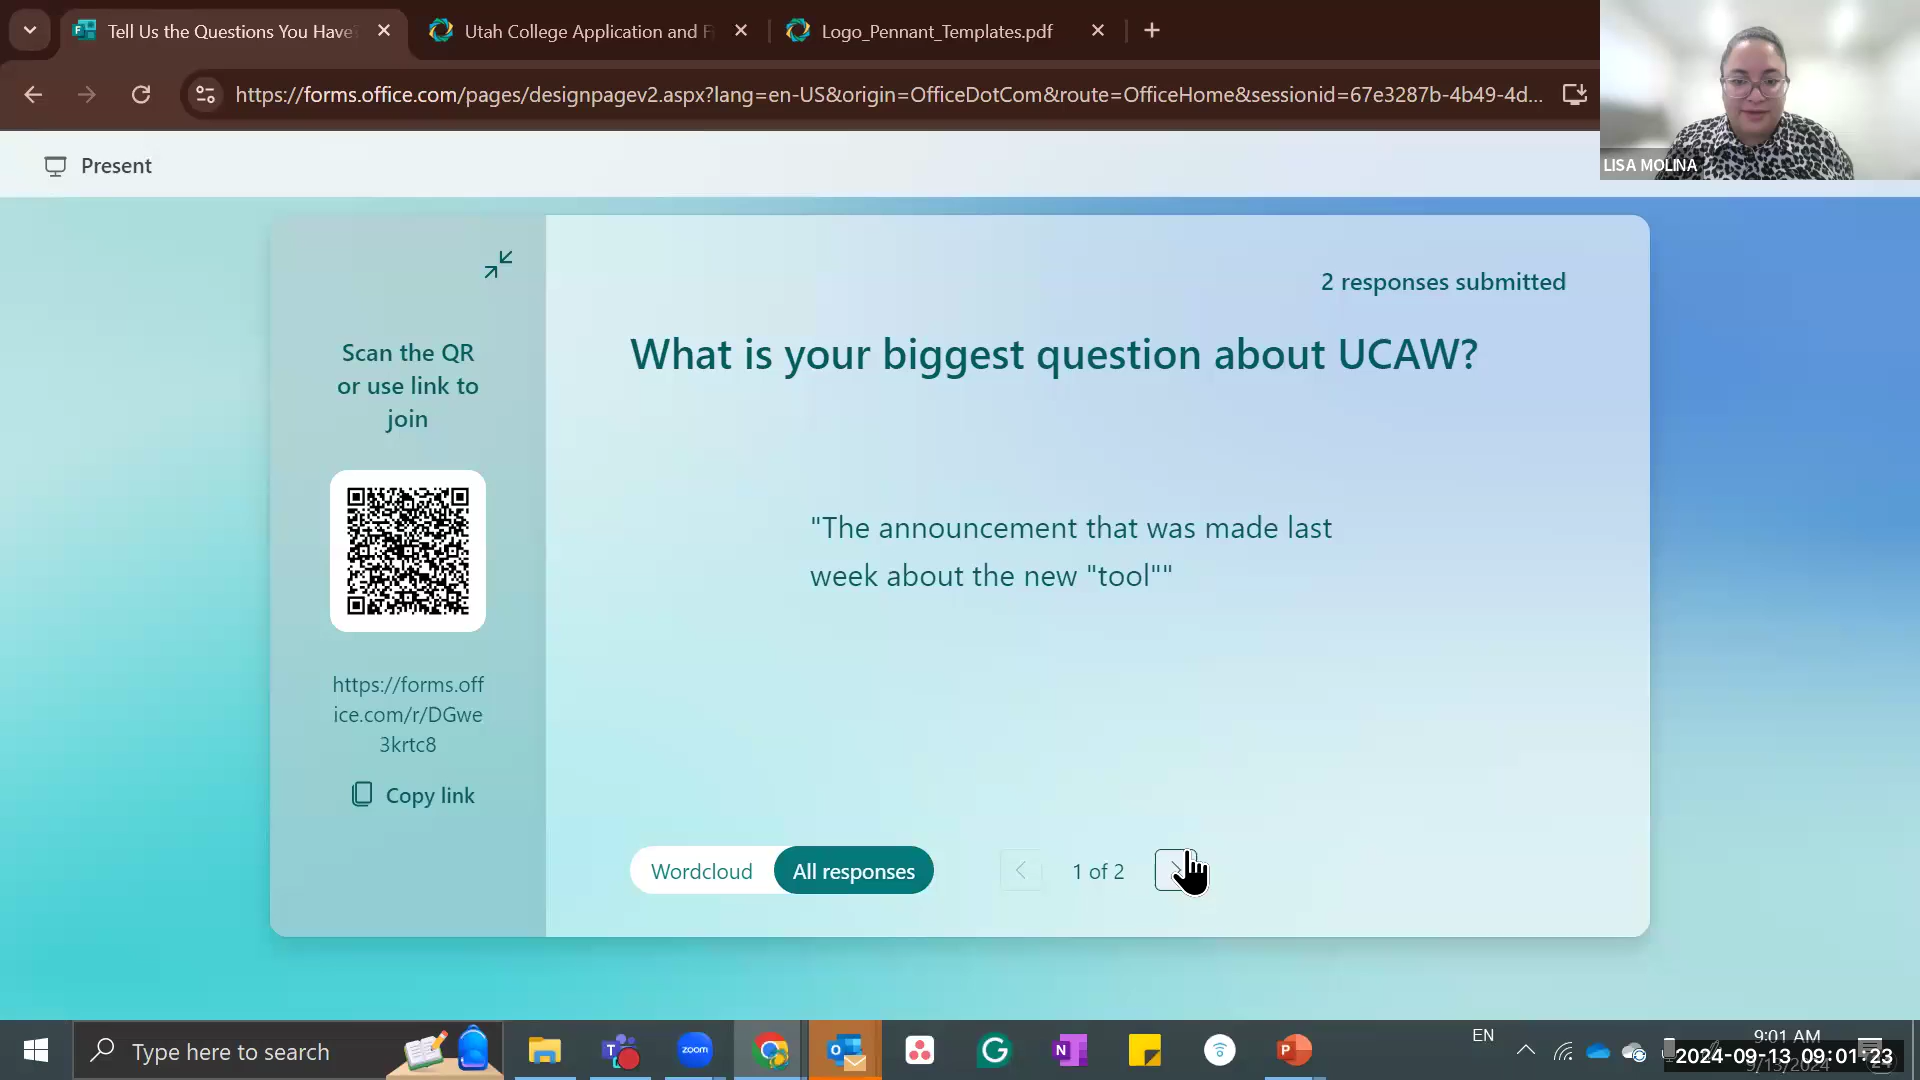 Tell Us the Questions You Have
Utah College Application and F
Logo_Pennant_Templates.pdf
https://forms.office.com/pages/designpagev2.aspx?lang=en-US&origin=OfficeDotCom&route=OfficeHome&sessionid=67e3287b-4b49-4d...
LISA MOLINA
Present
2 responses submitted
What is your biggest question about UCAW?
Scan the QR
or use link to
join
"The announcement that was made last
week about the new "tool""
https://forms.off
ice.com/r/DGwe
3krtc8
Copy link
Wordcloud
All responses
1 of 2
Type here to search
zoom
EN
9:01 AM
9/13/2024
2024-09-13 09:01:23